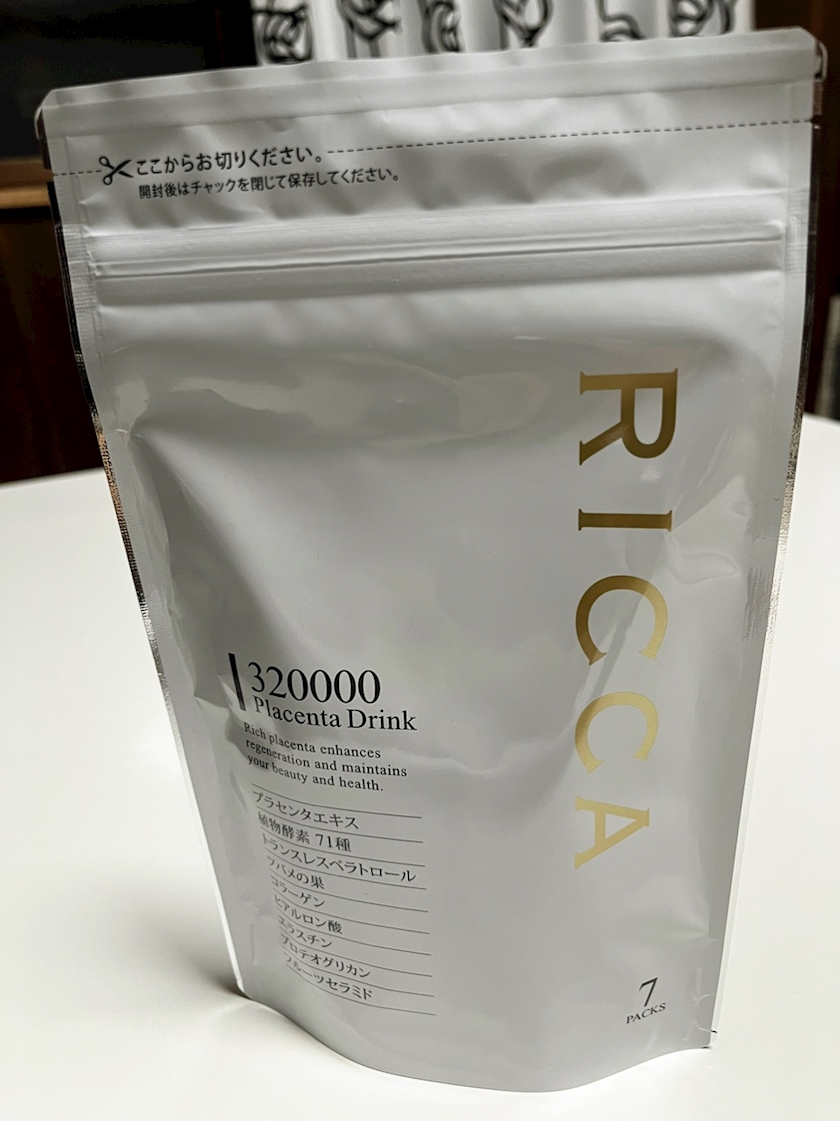 ここからお切りください。
開封後はチャックを閉じて保存してください。
RICCA
320000
Placenta Drink
Rich placenta enhances
regeneration and maintains
your beauty and health.
プラセンタエキス
植物酵素 71種
トランスレスベラトロール
ツバメの巣
コラーゲン
ヒアルロン酸
エラスチン
プロテオグリカン
フルーツセラミド
7
PACKS